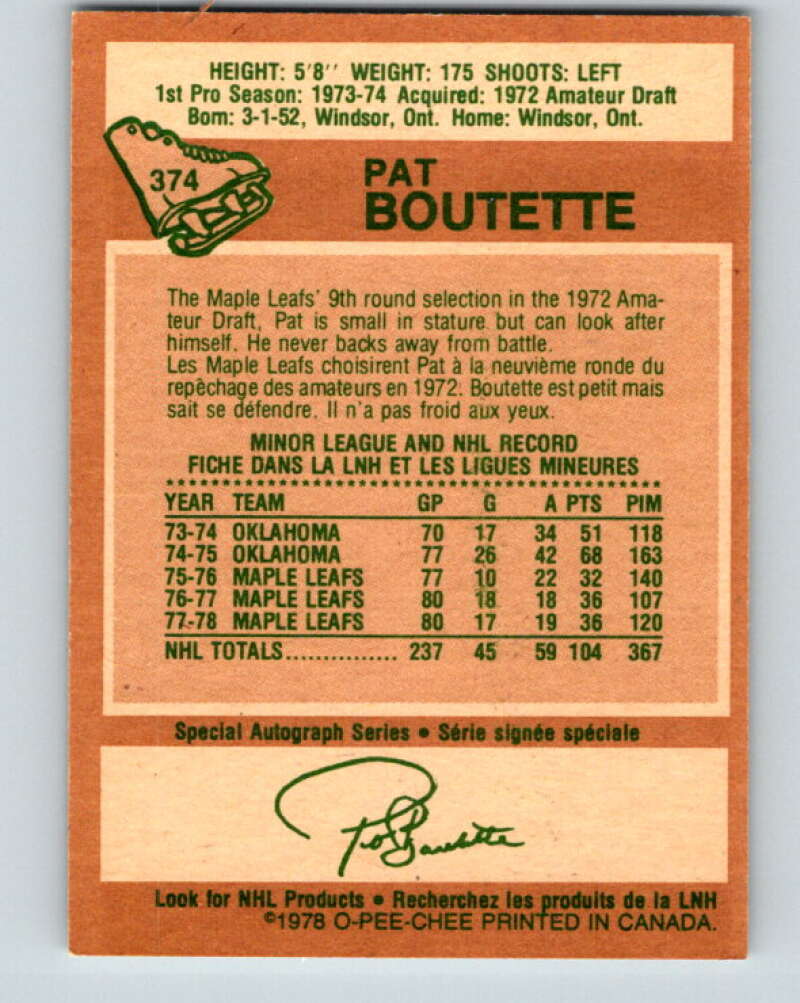 HEIGHT: 5'8'' WEIGHT: 175 SHOOTS: LEFT
1st Pro Season: 1973-74 Acquired: 1972 Amateur Draft
Born: 3-1-52, Windsor, Ont. Home: Windsor, Ont.
374
PAT
BOUTETTE
The Maple Leafs' 9th round selection in the 1972 Ama-
teur Draft, Pat is small in stature but can look after
himself. He never backs away from battle.
Les Maple Leafs choisirent Pat à la neuvième ronde du
repêchage des amateurs en 1972. Boutette est petit mais
sait se défendre. Il n'a pas froid aux yeux.
MINOR LEAGUE AND NHL RECORD
FICHE DANS LA LNH ET LES LIGUES MINEURES
YEAR TEAM GP G A PTS PIM
73-74 OKLAHOMA 70 17 34 51 118
74-75 OKLAHOMA 77 26 42 68 163
75-76 MAPLE LEAFS 77 10 22 32 140
76-77 MAPLE LEAFS 80 18 18 36 107
77-78 MAPLE LEAFS 80 17 19 36 120
NHL TOTALS............... 237 45 59 104 367
Special Autograph Series • Série signée spéciale
Pat Boutette
Look for NHL Products • Recherchez les produits de la LNH
©1978 O-PEE-CHEE PRINTED IN CANADA.